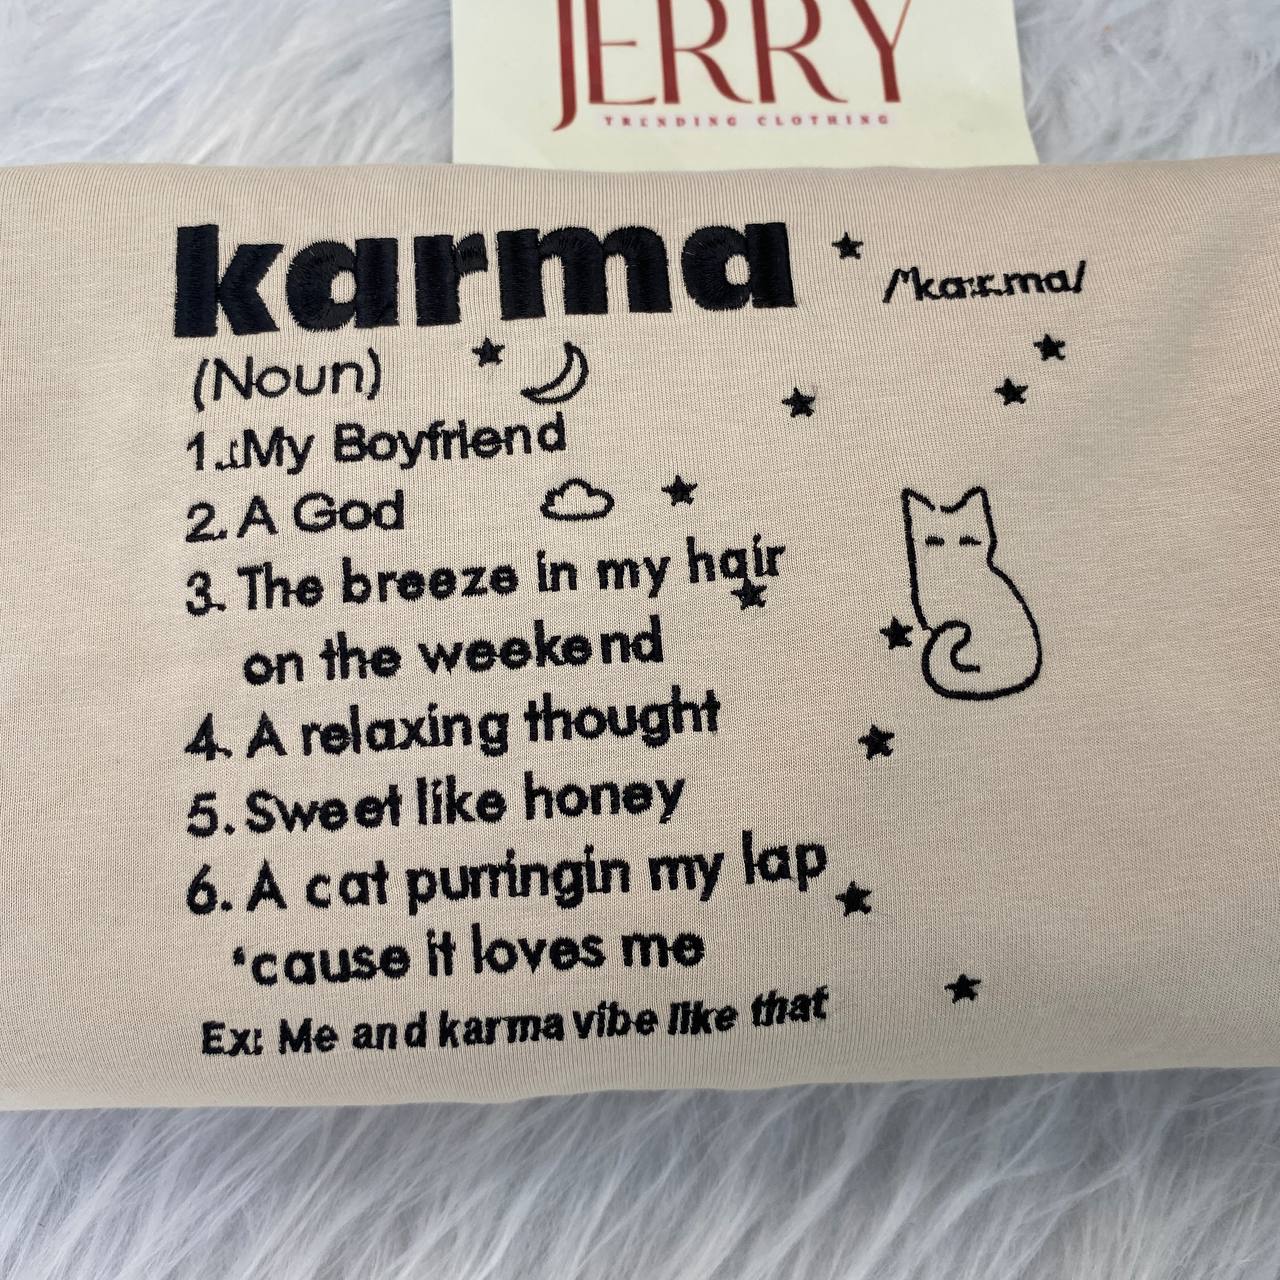 JERRY
TRENDING CLOTHING
karma
/'ka:r.ma/
(Noun)
1. My Boyfriend
2. A God
3. The breeze in my hair
on the weekend
4. A relaxing thought
5. Sweet like honey
6. A cat purringin my lap
'cause it loves me
Ex: Me and karma vibe like that